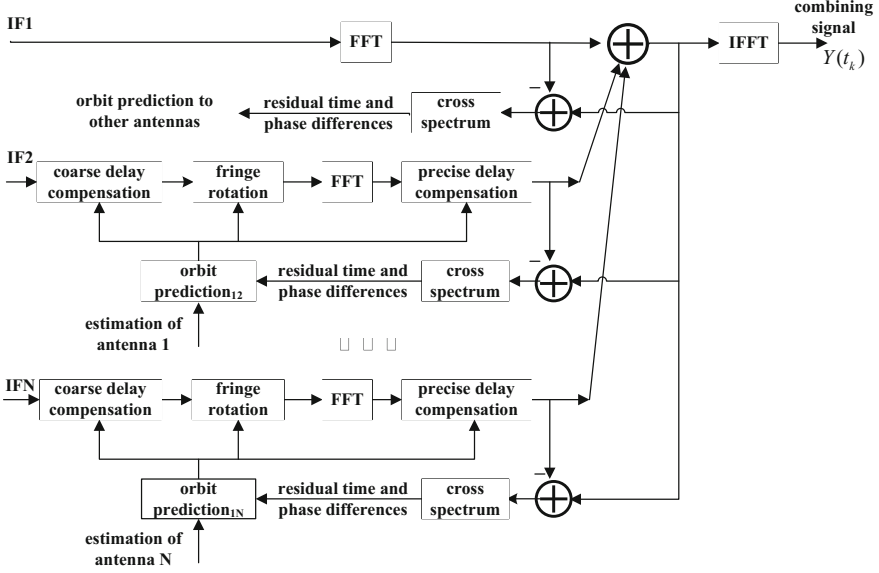 combining
signal
IF1
FFT
IFFT
Y(t_k)
−
orbit prediction to
other antennas
residual time and
phase differences
cross
spectrum
IF2
coarse delay
compensation
fringe
rotation
FFT
precise delay
compensation
−
orbit
prediction₁₂
residual time and
phase differences
cross
spectrum
estimation of
antenna 1
IFN
coarse delay
compensation
fringe
rotation
FFT
precise delay
compensation
−
orbit
prediction₁N
residual time and
phase differences
cross
spectrum
estimation of
antenna N